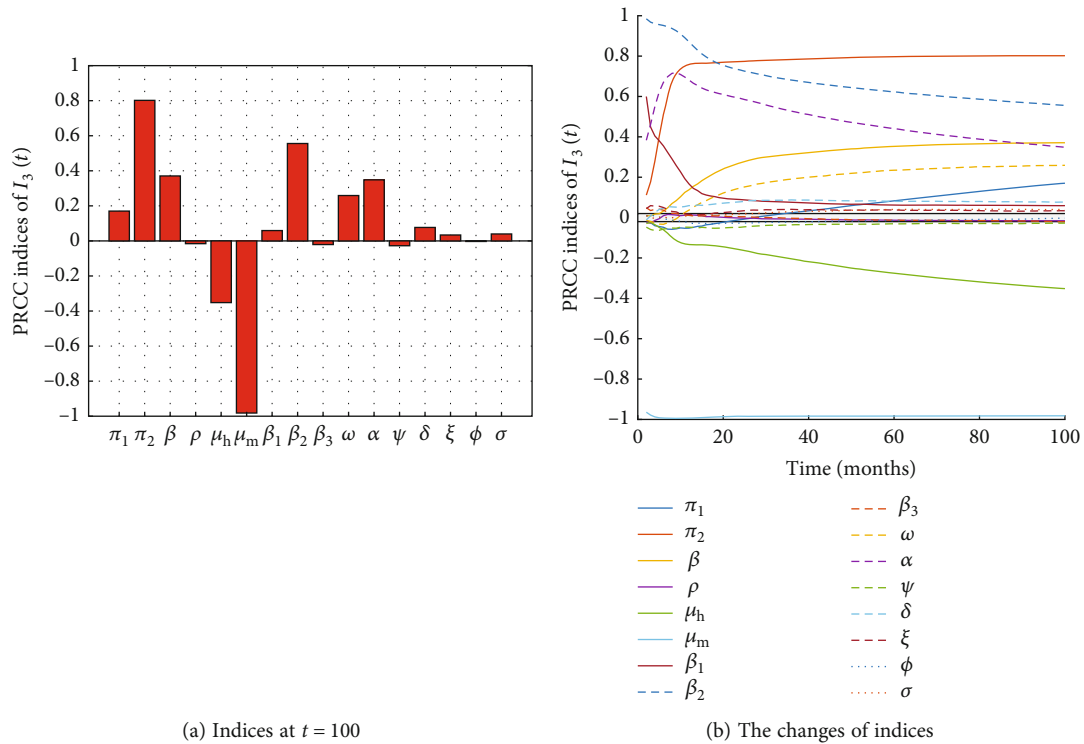 PRCC indices of I3 (t)
1
0.8
0.6
0.4
0.2
0
–0.2
–0.4
–0.6
–0.8
–1
π1 π2 β ρ μh μm β1 β2 β3 ω α ψ δ ξ ϕ σ
(a) Indices at t = 100
PRCC indices of I3 (t)
1
0.8
0.6
0.4
0.2
0
–0.2
–0.4
–0.6
–0.8
–1
0 20 40 60 80 100
Time (months)
π1
π2
β
ρ
μh
μm
β1
β2
β3
ω
α
ψ
δ
ξ
ϕ
σ
(b) The changes of indices